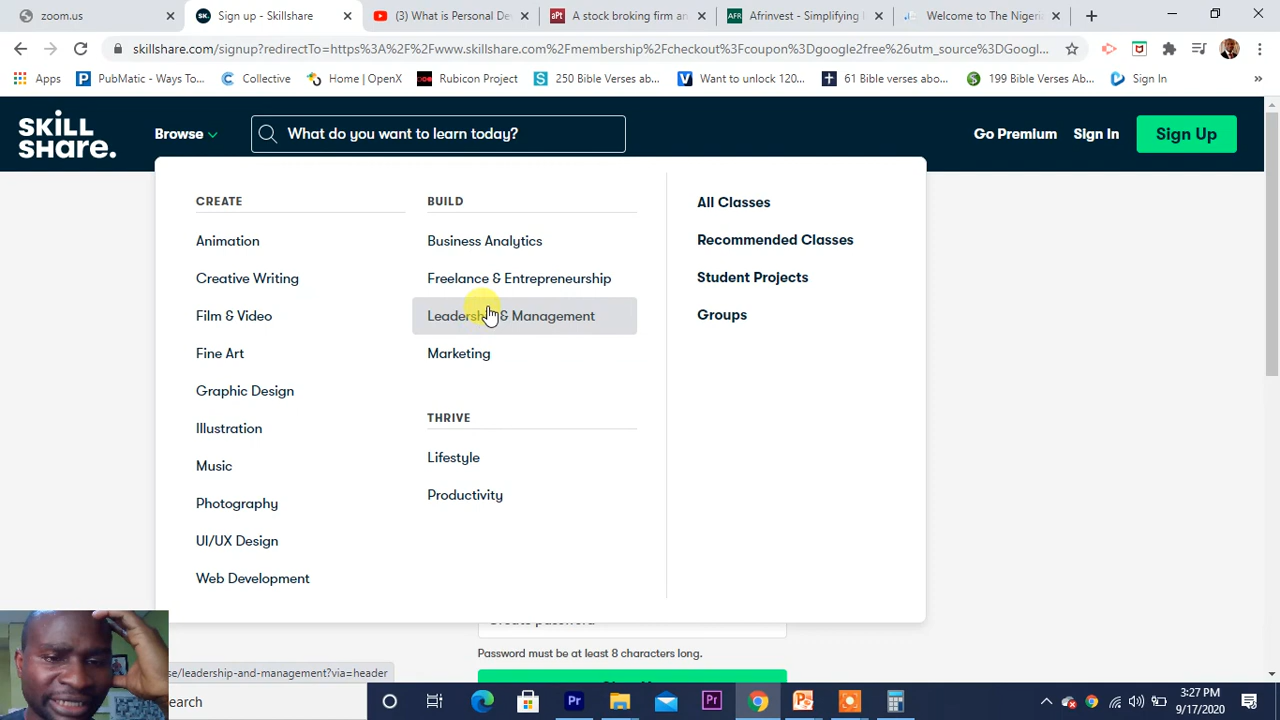 zoom.us
Sign up - Skillshare
(3) What is Personal De
A stock broking firm an
Afrinvest - Simplifying I
Welcome to The Nigeri
skillshare.com/signup?redirectTo=https%3A%2F%2Fwww.skillshare.com%2Fmembership%2Fcheckout%3Fcoupon%3Dgoogle2free%26utm_source%3DGoogl...
Apps
PubMatic - Ways To...
Collective
Home | OpenX
Rubicon Project
250 Bible Verses ab...
Want to unlock 120...
61 Bible Verses abo...
199 Bible Verses Ab...
Sign In
SKILL
SHARE.
Browse
What do you want to learn today?
Go Premium
Sign In
Sign Up
CREATE
Animation
Creative Writing
Film & Video
Fine Art
Graphic Design
Illustration
Music
Photography
UI/UX Design
Web Development
BUILD
Business Analytics
Freelance & Entrepreneurship
Leadership & Management
Marketing
THRIVE
Lifestyle
Productivity
All Classes
Recommended Classes
Student Projects
Groups
Create password
Password must be at least 8 characters long.
se/leadership-and-management?via=header
search
3:27 PM
9/17/2020